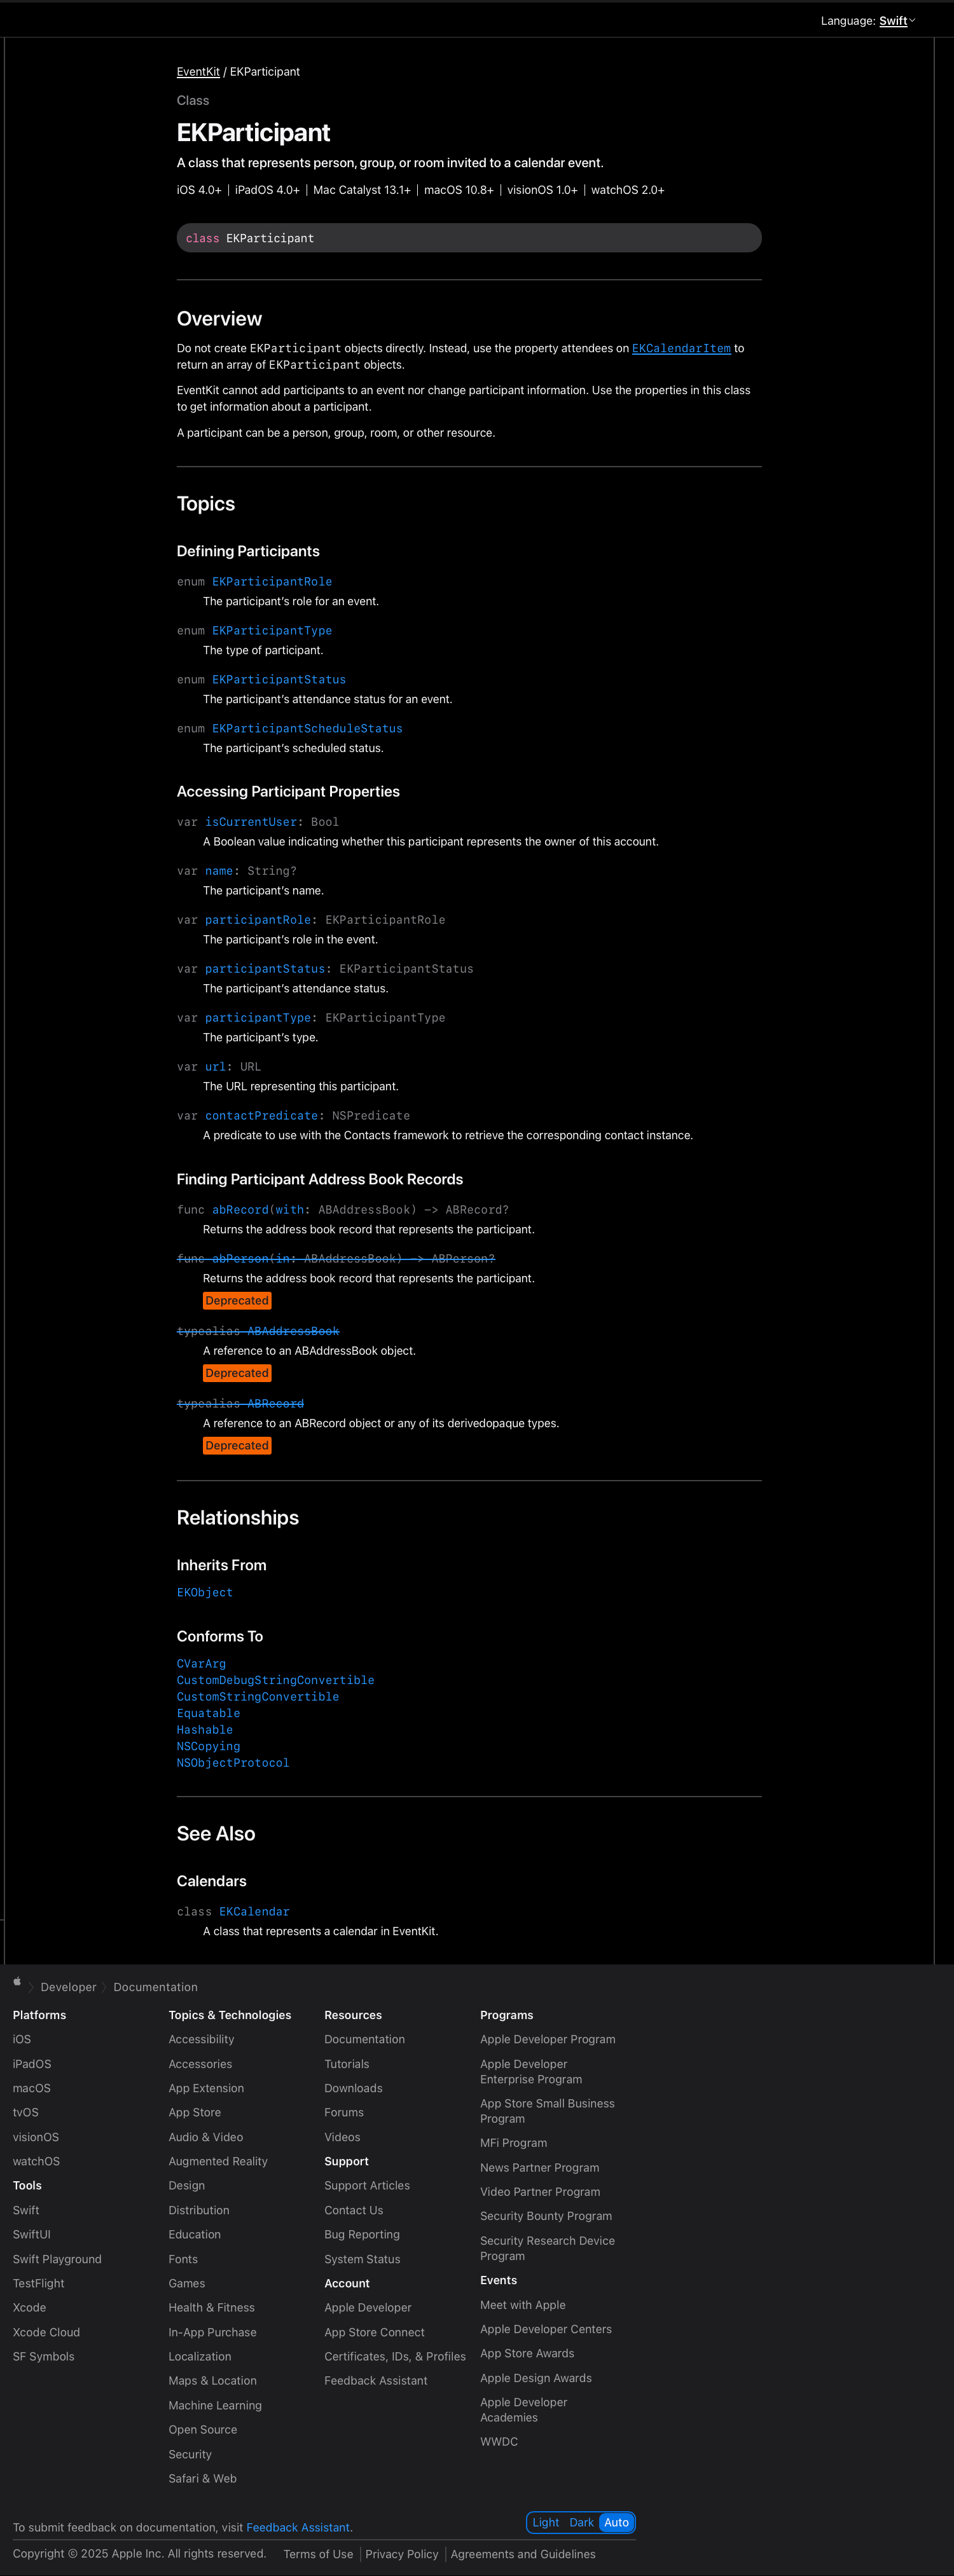 Language: Swift
EventKit / EKParticipant
Class
EKParticipant
A class that represents person, group, or room invited to a calendar event.
iOS 4.0+ | iPadOS 4.0+ | Mac Catalyst 13.1+ | macOS 10.8+ | visionOS 1.0+ | watchOS 2.0+
class EKParticipant
Overview
Do not create EKParticipant objects directly. Instead, use the property attendees on EKCalendarItem to
return an array of EKParticipant objects.
EventKit cannot add participants to an event nor change participant information. Use the properties in this class
to get information about a participant.
A participant can be a person, group, room, or other resource.
Topics
Defining Participants
enum EKParticipantRole
The participant’s role for an event.
enum EKParticipantType
The type of participant.
enum EKParticipantStatus
The participant’s attendance status for an event.
enum EKParticipantScheduleStatus
The participant’s scheduled status.
Accessing Participant Properties
var isCurrentUser: Bool
A Boolean value indicating whether this participant represents the owner of this account.
var name: String?
The participant’s name.
var participantRole: EKParticipantRole
The participant’s role in the event.
var participantStatus: EKParticipantStatus
The participant’s attendance status.
var participantType: EKParticipantType
The participant’s type.
var url: URL
The URL representing this participant.
var contactPredicate: NSPredicate
A predicate to use with the Contacts framework to retrieve the corresponding contact instance.
Finding Participant Address Book Records
func abRecord(with: ABAddressBook) -> ABRecord?
Returns the address book record that represents the participant.
func abPerson(in: ABAddressBook) -> ABPerson?
Returns the address book record that represents the participant.
Deprecated
typealias ABAddressBook
A reference to an ABAddressBook object.
Deprecated
typealias ABRecord
A reference to an ABRecord object or any of its derivedopaque types.
Deprecated
Relationships
Inherits From
EKObject
Conforms To
CVarArg
CustomDebugStringConvertible
CustomStringConvertible
Equatable
Hashable
NSCopying
NSObjectProtocol
See Also
Calendars
class EKCalendar
A class that represents a calendar in EventKit.
Developer Documentation
Platforms
iOS
iPadOS
macOS
tvOS
visionOS
watchOS
Tools
Swift
SwiftUI
Swift Playground
TestFlight
Xcode
Xcode Cloud
SF Symbols
Topics & Technologies
Accessibility
Accessories
App Extension
App Store
Audio & Video
Augmented Reality
Design
Distribution
Education
Fonts
Games
Health & Fitness
In-App Purchase
Localization
Maps & Location
Machine Learning
Open Source
Security
Safari & Web
Resources
Documentation
Tutorials
Downloads
Forums
Videos
Support
Support Articles
Contact Us
Bug Reporting
System Status
Account
Apple Developer
App Store Connect
Certificates, IDs, & Profiles
Feedback Assistant
Programs
Apple Developer Program
Apple Developer
Enterprise Program
App Store Small Business
Program
MFi Program
News Partner Program
Video Partner Program
Security Bounty Program
Security Research Device
Program
Events
Meet with Apple
Apple Developer Centers
App Store Awards
Apple Design Awards
Apple Developer
Academies
WWDC
To submit feedback on documentation, visit Feedback Assistant.
Light Dark Auto
Copyright © 2025 Apple Inc. All rights reserved. Terms of Use | Privacy Policy | Agreements and Guidelines